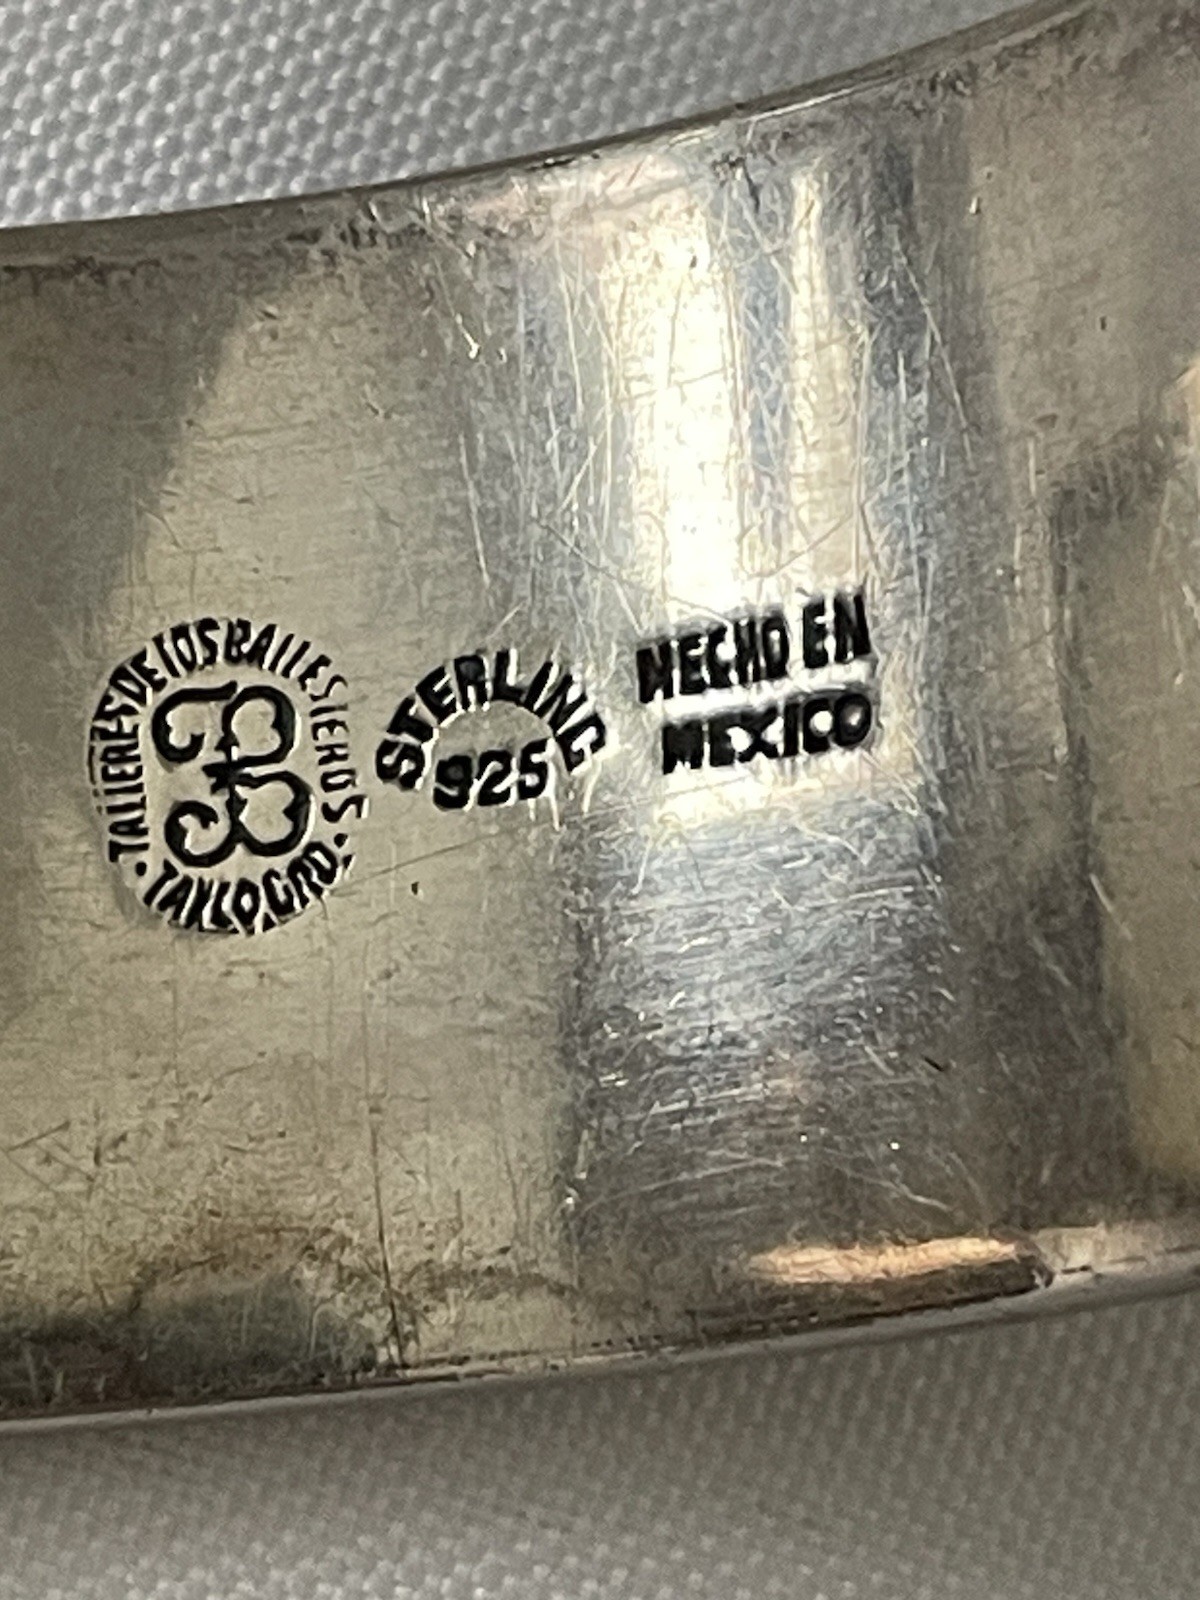 TALLERES DE LOS BALLESTEROS
TAXCO, GRO.
STERLING
925
HECHO EN
MEXICO